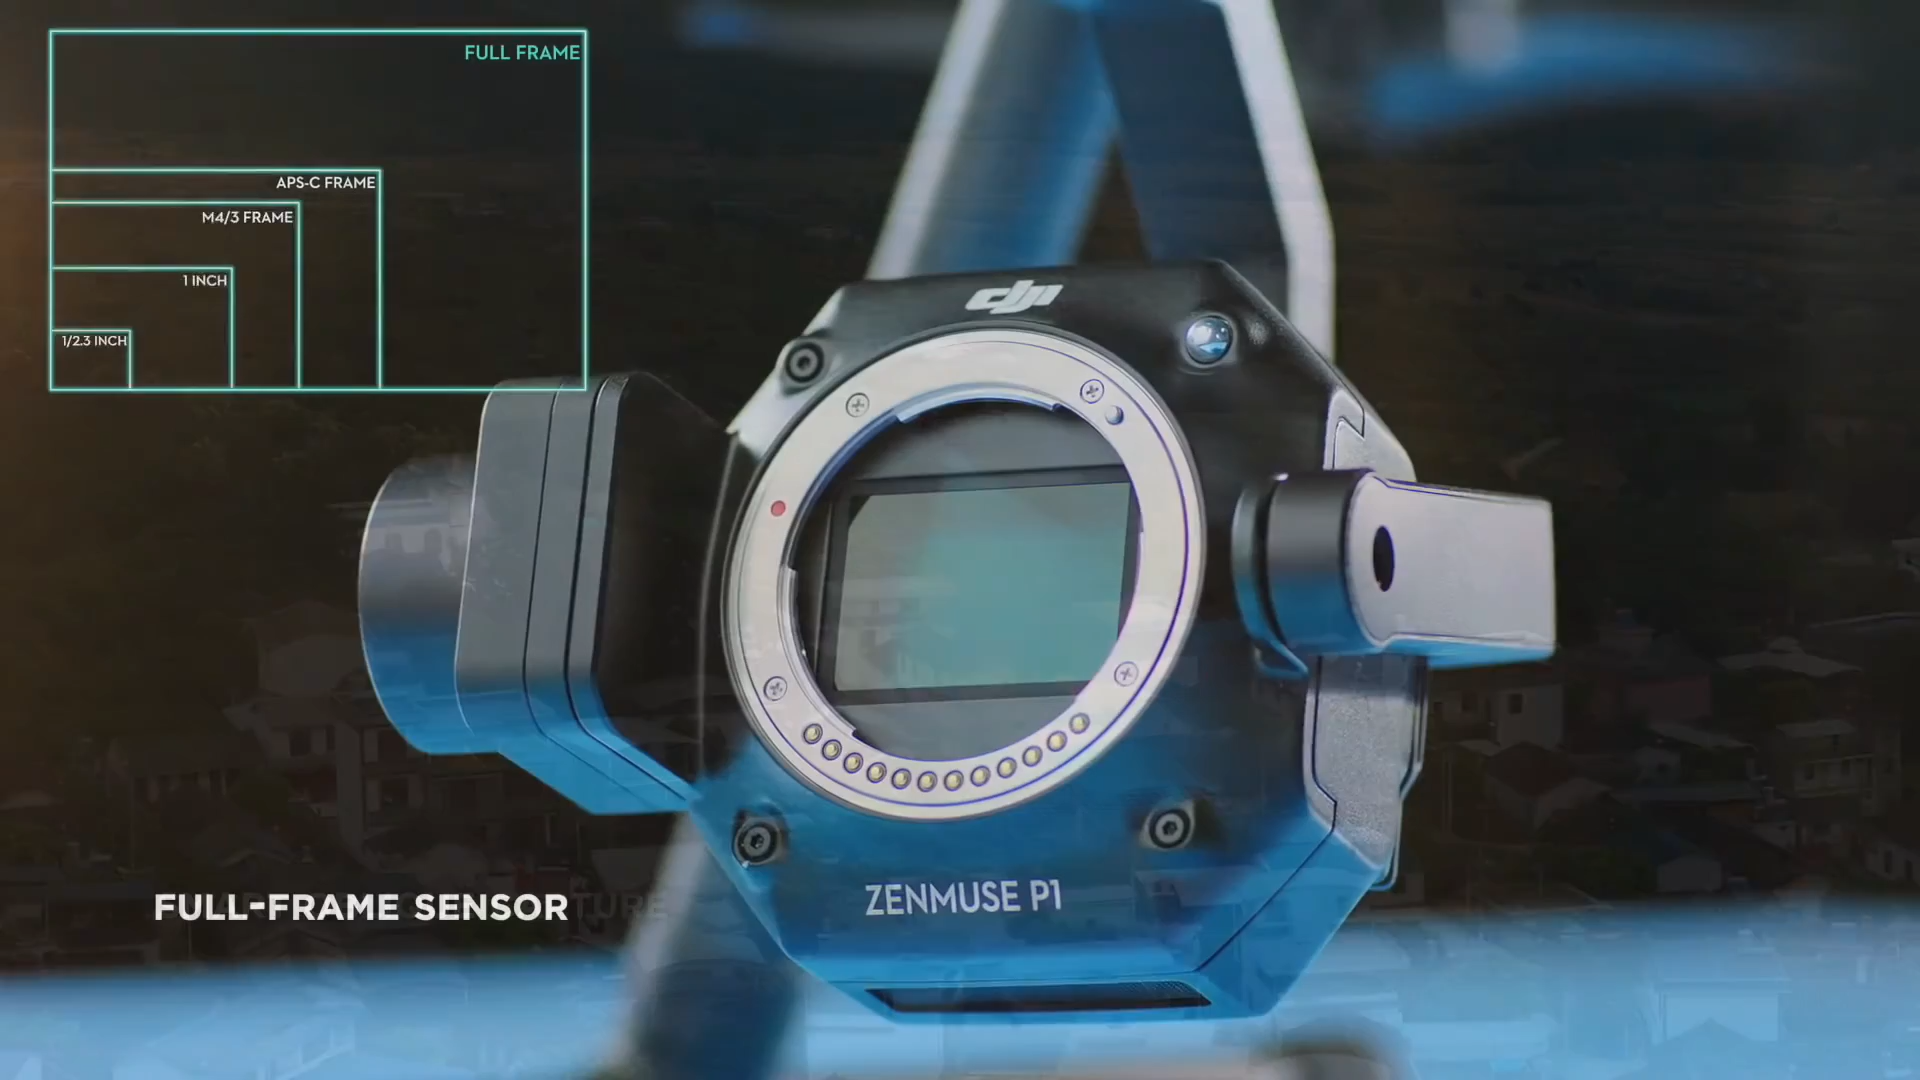 FULL FRAME
APS-C FRAME
M4/3 FRAME
1 INCH
1/2.3 INCH
dji
ZENMUSE P1
FULL-FRAME SENSOR